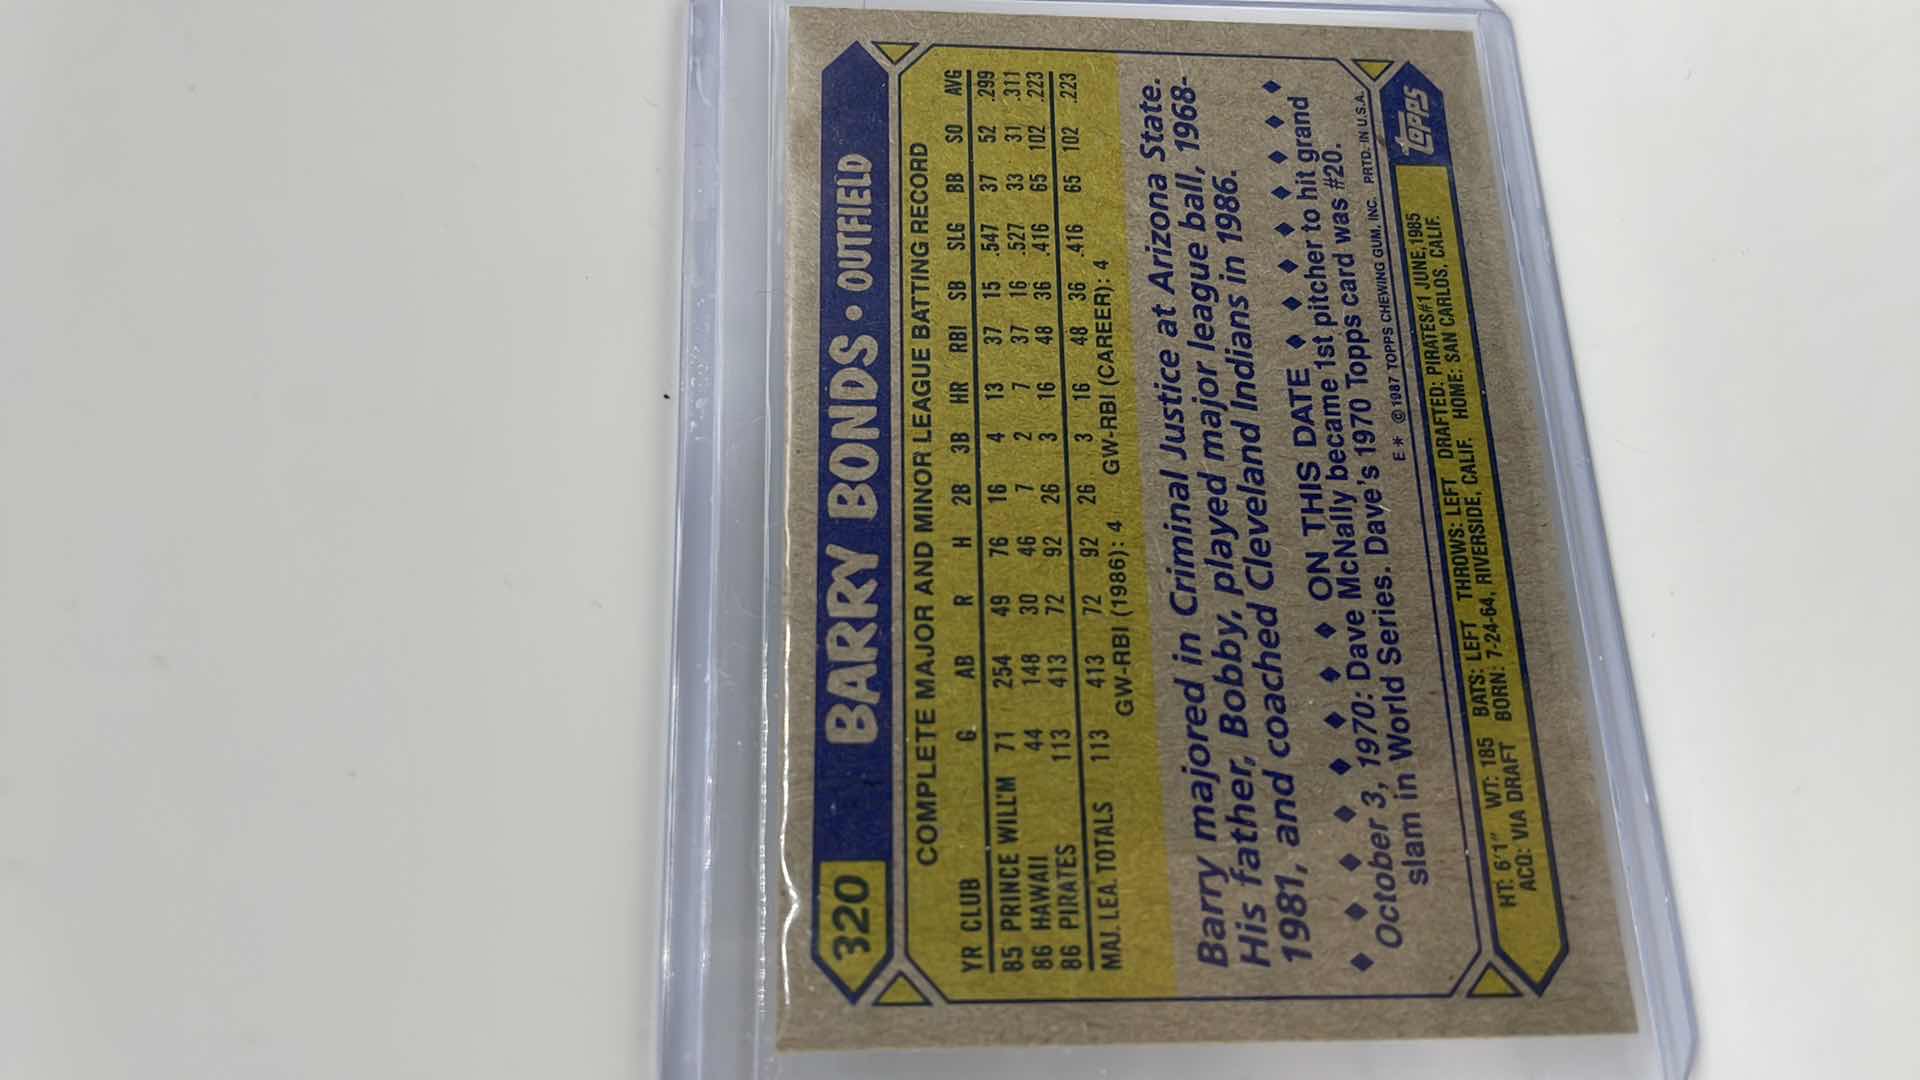 320 BARRY BONDS • OUTFIELD
COMPLETE MAJOR AND MINOR LEAGUE BATTING RECORD
YR CLUB G AB R H 2B 3B HR RBI SB SLG BB SO AVG
85 PRINCE WILL'M 71 254 49 76 16 4 13 37 15 .547 37 52 .299
86 HAWAII 44 148 30 46 7 2 7 37 16 .527 33 31 .311
86 PIRATES 113 413 72 92 26 3 16 48 36 .416 65 102 .223
MAJ. LEA. TOTALS 113 413 72 92 26 3 16 48 36 .416 65 102 .223
GW-RBI (1986): 4 GW-RBI (CAREER): 4
Barry majored in Criminal Justice at Arizona State.
His father, Bobby, played major league ball, 1968-
1981, and coached Cleveland Indians in 1986.
♦ ♦ ♦ ♦ ♦ ♦ ♦ ON THIS DATE ♦ ♦ ♦ ♦ ♦ ♦ ♦ ♦
October 3, 1970: Dave McNally became 1st pitcher to hit grand
slam in World Series. Dave's 1970 Topps card was #20.
E* © 1987 TOPPS CHEWING GUM, INC. PRTD. IN U.S.A.
HT: 6'1" WT: 185 BATS: LEFT THROWS: LEFT DRAFTED: PIRATES#1 JUNE, 1985
ACQ: VIA DRAFT BORN: 7-24-64, RIVERSIDE, CALIF. HOME: SAN CARLOS, CALIF.
topps